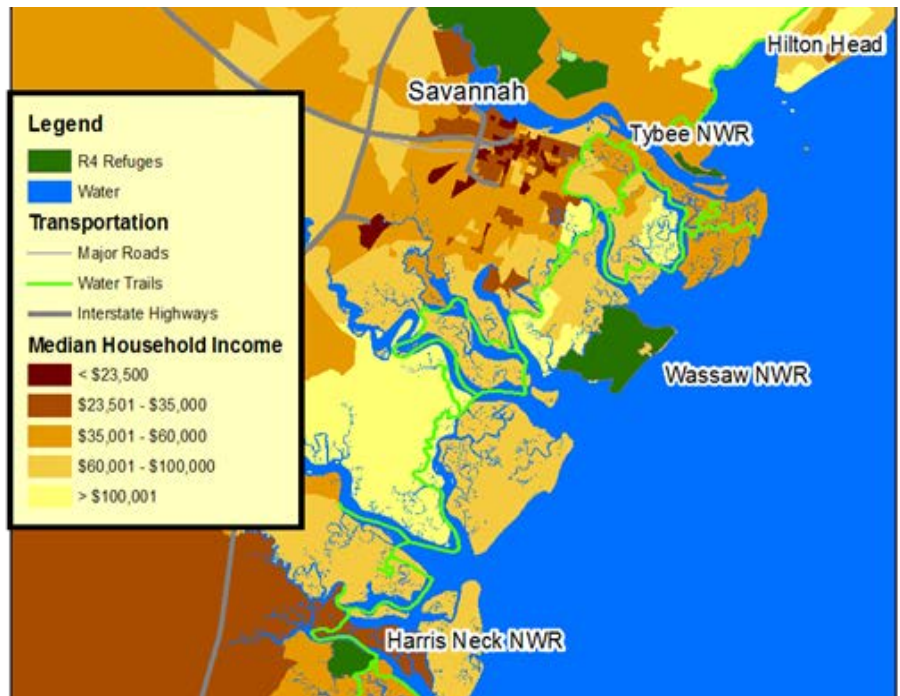 Hilton Head
Savannah
Tybee NWR
Legend
R4 Refuges
Water
Transportation
Major Roads
Water Trails
Interstate Highways
Median Household Income
< $23,500
$23,501 - $35,000
$35,001 - $60,000
$60,001 - $100,000
> $100,001
Wassaw NWR
Harris Neck NWR